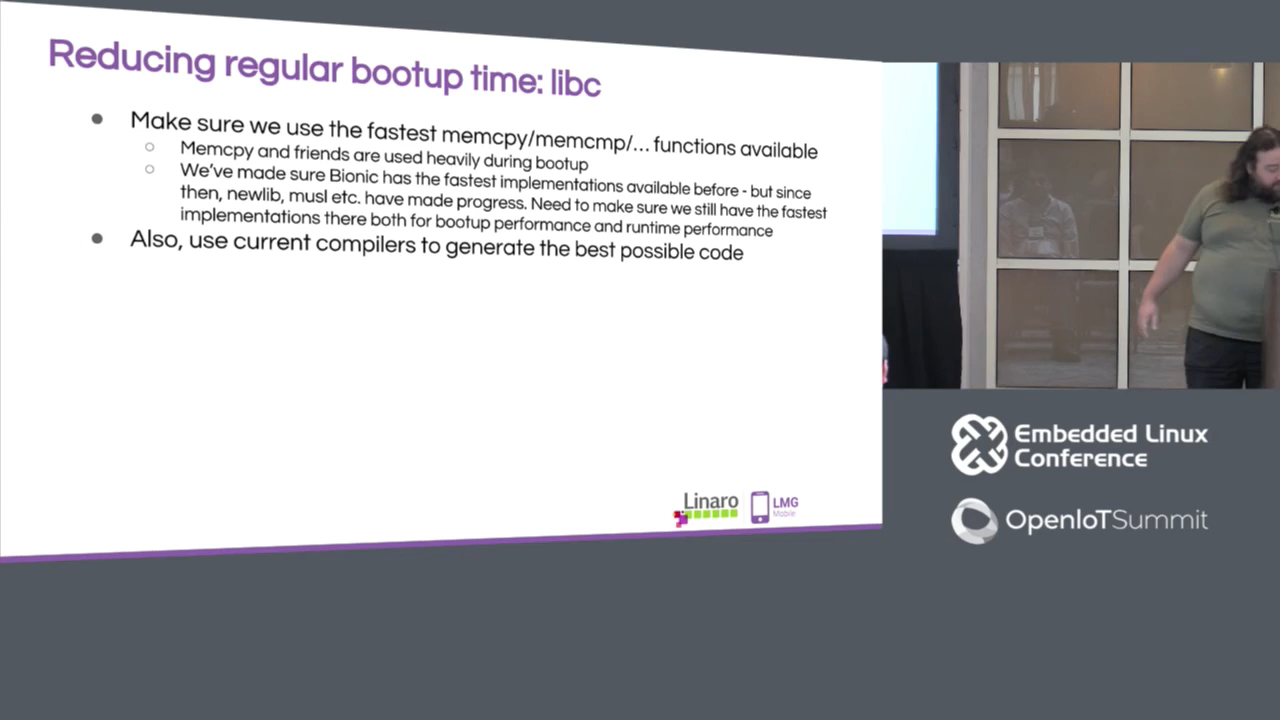 Reducing regular bootup time: libc
Make sure we use the fastest memcpy/memcmp/... functions available
Memcpy and friends are used heavily during bootup
We've made sure Bionic has the fastest implementations available before - but since
then, newlib, musl etc. have made progress. Need to make sure we still have the fastest
implementations there both for bootup performance and runtime performance
Also, use current compilers to generate the best possible code
Linaro
LMG
Mobile
Embedded Linux
Conference
OpenIoTSummit